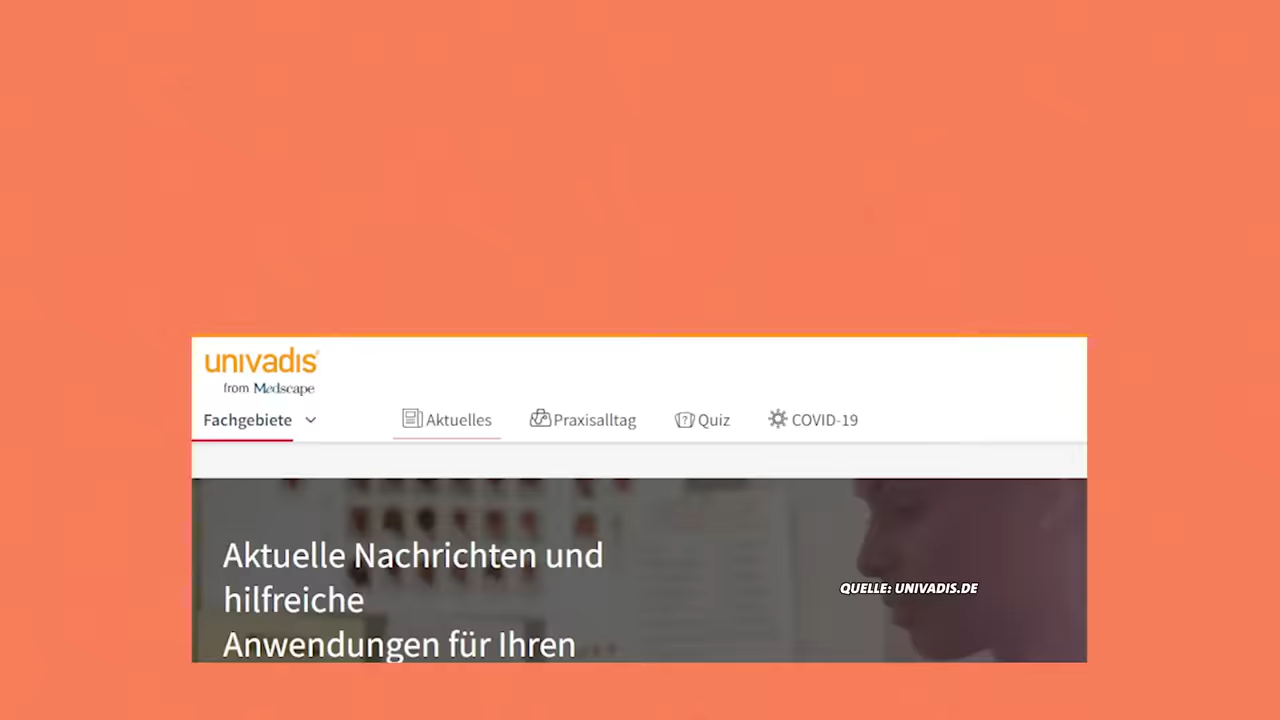 univadis®
from Medscape
Fachgebiete Aktuelles Praxisalltag Quiz COVID-19
Aktuelle Nachrichten und
hilfreiche
Anwendungen für Ihren
QUELLE: UNIVADIS.DE